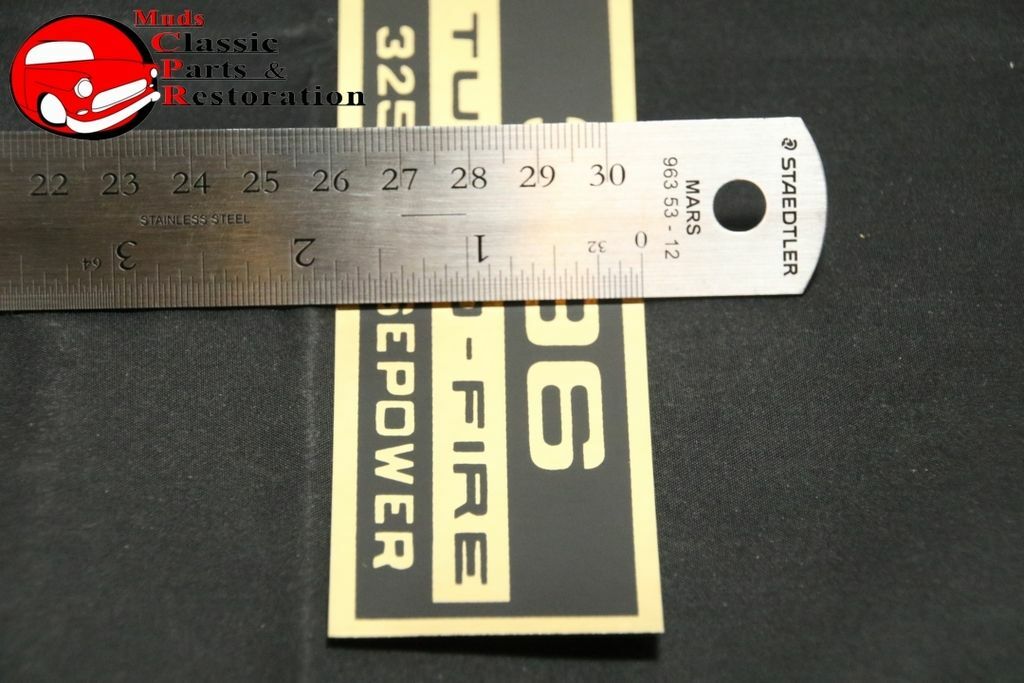 Muds
Classic
Parts &
Restoration
22 23 24 25 26 27 28 29 30
STAINLESS STEEL
64 3 2 1 32 0
MARS
963 53 - 12
STAEDTLER
TU - FIRE
325 SEPOWER
396